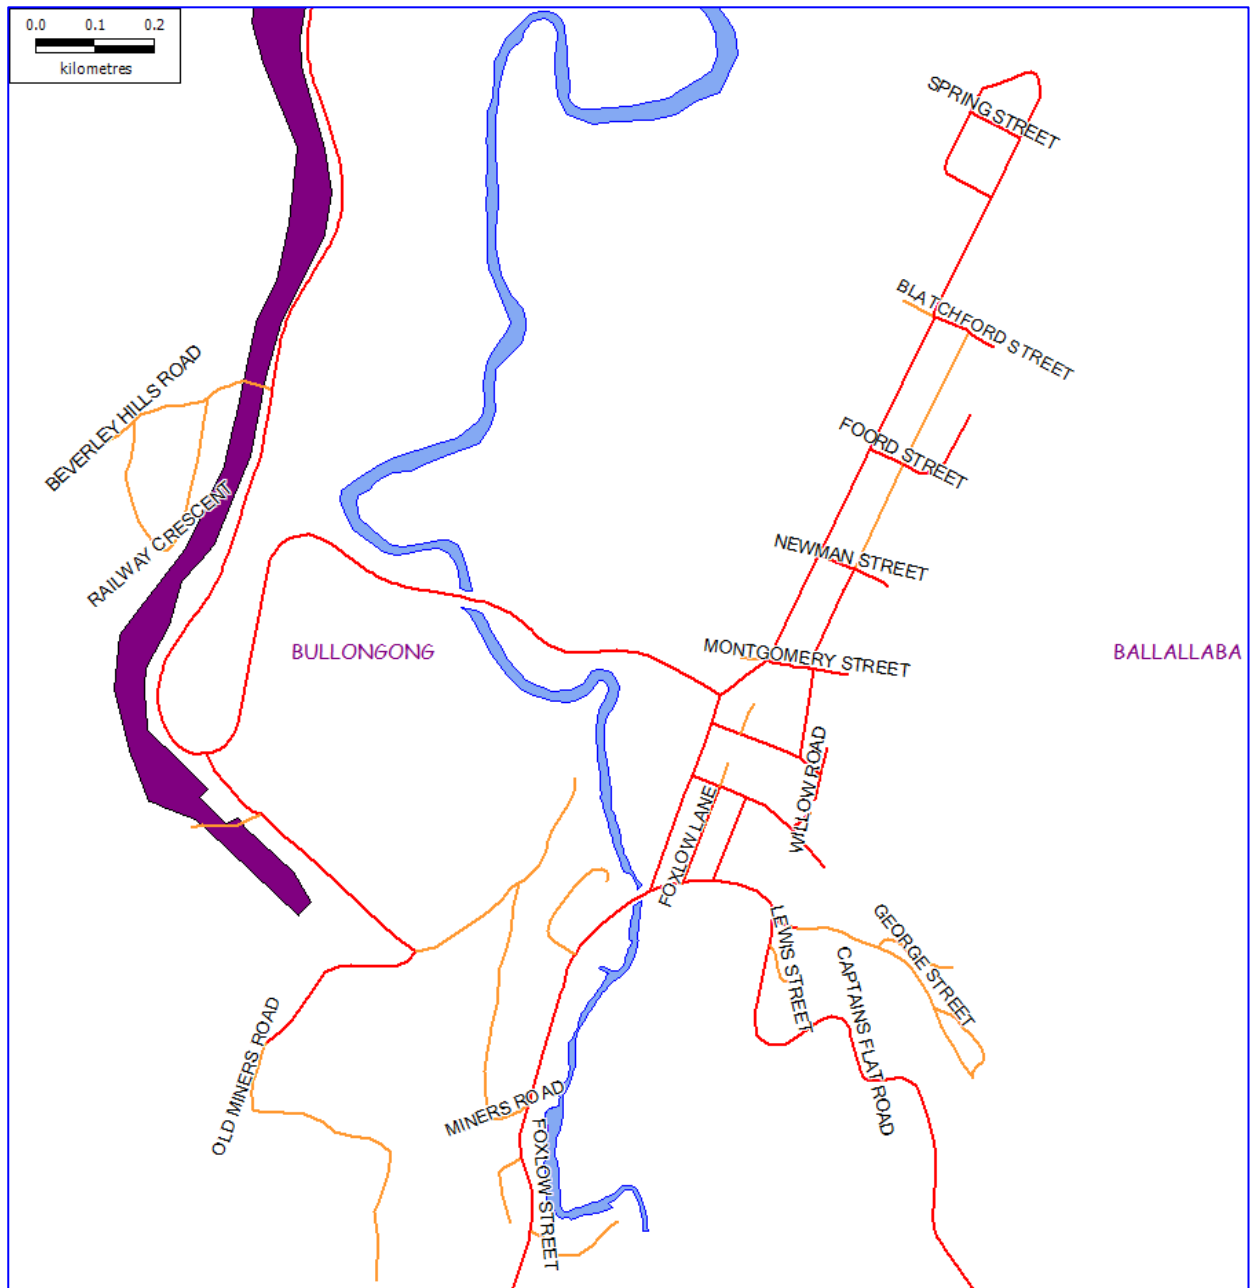 0.0 0.1 0.2
kilometres
SPRING STREET
BLATCHFORD STREET
BEVERLEY HILLS ROAD
FOORD STREET
RAILWAY CRESCENT
NEWMAN STREET
BULLONGONG
MONTGOMERY STREET
BALLALLABA
WILLOW ROAD
FOXLOW LANE
LEWIS STREET
GEORGE STREET
CAPTAINS FLAT ROAD
OLD MINERS ROAD
MINERS ROAD
FOXLOW STREET